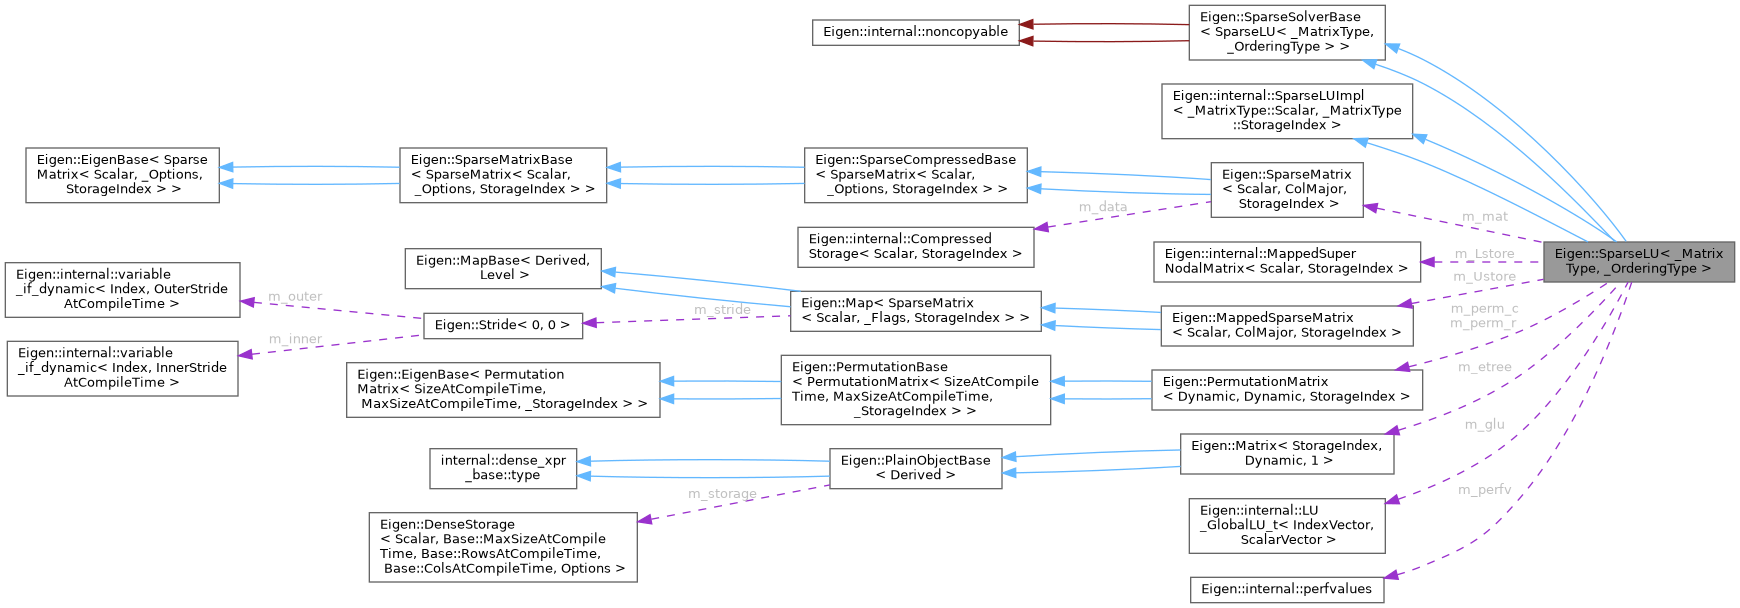 Eigen::internal::noncopyable
Eigen::SparseSolverBase
< SparseLU< _MatrixType,
_OrderingType > >
Eigen::internal::SparseLUImpl
< _MatrixType::Scalar, _MatrixType
::StorageIndex >
Eigen::EigenBase< Sparse
Matrix< Scalar, _Options,
StorageIndex > >
Eigen::SparseMatrixBase
< SparseMatrix< Scalar,
_Options, StorageIndex > >
Eigen::SparseCompressedBase
< SparseMatrix< Scalar,
_Options, StorageIndex > >
Eigen::SparseMatrix
< Scalar, ColMajor,
StorageIndex >
m_data
m_mat
Eigen::internal::Compressed
Storage< Scalar, StorageIndex >
Eigen::internal::MappedSuper
NodalMatrix< Scalar, StorageIndex >
m_Lstore
Eigen::SparseLU< _Matrix
Type, _OrderingType >
Eigen::MapBase< Derived,
Level >
m_Ustore
Eigen::internal::variable
_if_dynamic< Index, OuterStride
AtCompileTime >
m_outer
Eigen::Stride< 0, 0 >
m_stride
Eigen::Map< SparseMatrix
< Scalar, _Flags, StorageIndex > >
Eigen::MappedSparseMatrix
< Scalar, ColMajor, StorageIndex >
m_perm_c
m_perm_r
m_inner
Eigen::internal::variable
_if_dynamic< Index, InnerStride
AtCompileTime >
Eigen::EigenBase< Permutation
Matrix< SizeAtCompileTime,
MaxSizeAtCompileTime, _StorageIndex > >
Eigen::PermutationBase
< PermutationMatrix< SizeAtCompile
Time, MaxSizeAtCompileTime,
_StorageIndex > >
Eigen::PermutationMatrix
< Dynamic, Dynamic, StorageIndex >
m_etree
internal::dense_xpr
_base::type
Eigen::PlainObjectBase
< Derived >
Eigen::Matrix< StorageIndex,
Dynamic, 1 >
m_glu
m_storage
m_perfv
Eigen::DenseStorage
< Scalar, Base::MaxSizeAtCompile
Time, Base::RowsAtCompileTime,
Base::ColsAtCompileTime, Options >
Eigen::internal::LU
_GlobalLU_t< IndexVector,
ScalarVector >
Eigen::internal::perfvalues